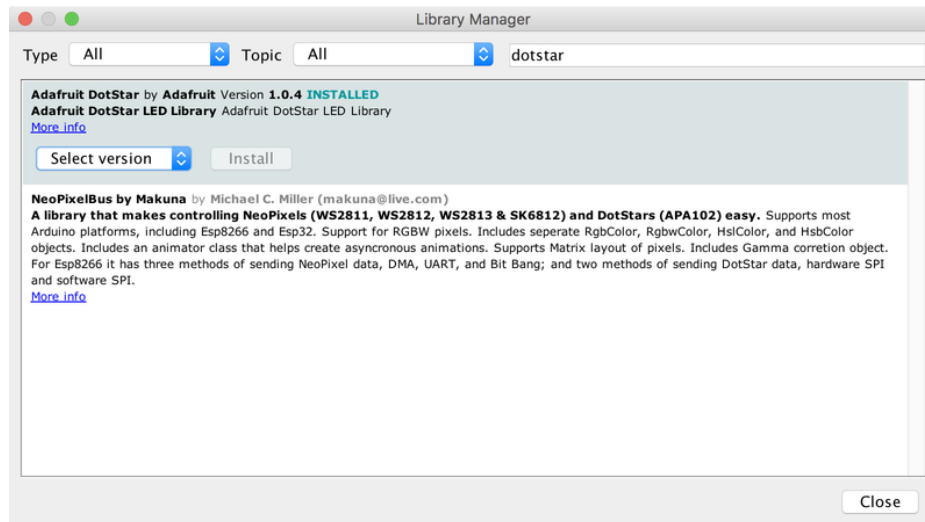 Library Manager
Type All Topic All dotstar
Adafruit DotStar by Adafruit Version 1.0.4 INSTALLED
Adafruit DotStar LED Library Adafruit DotStar LED Library
More info
Select version Install
NeoPixelBus by Makuna by Michael C. Miller (makuna@live.com)
A library that makes controlling NeoPixels (WS2811, WS2812, WS2813 & SK6812) and DotStars (APA102) easy. Supports most
Arduino platforms, including Esp8266 and Esp32. Support for RGBW pixels. Includes seperate RgbColor, RgbwColor, HslColor, and HsbColor
objects. Includes an animator class that helps create asyncronous animations. Supports Matrix layout of pixels. Includes Gamma corretion object.
For Esp8266 it has three methods of sending NeoPixel data, DMA, UART, and Bit Bang; and two methods of sending DotStar data, hardware SPI
and software SPI.
More info
Close